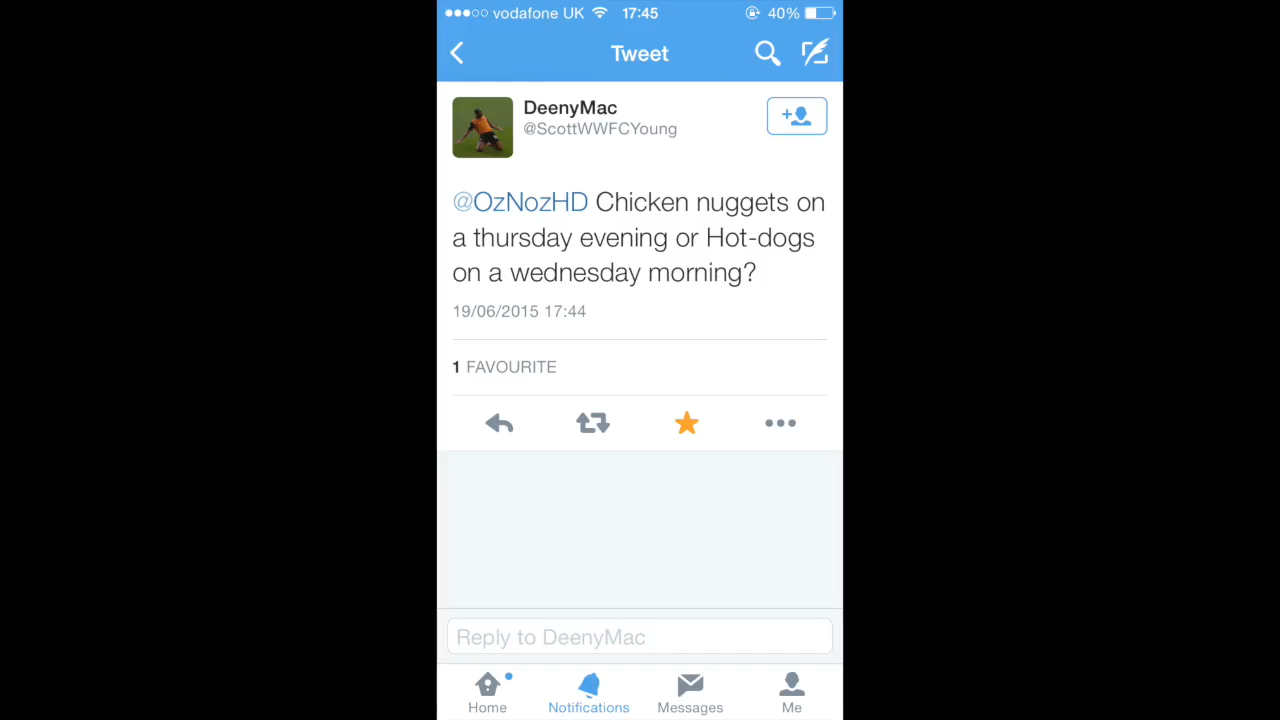 vodafone UK 17:45 40%
Tweet
DeenyMac
@ScottWWFCYoung
@OzNozHD Chicken nuggets on
a thursday evening or Hot-dogs
on a wednesday morning?
19/06/2015 17:44
1 FAVOURITE
Reply to DeenyMac
Home Notifications Messages Me